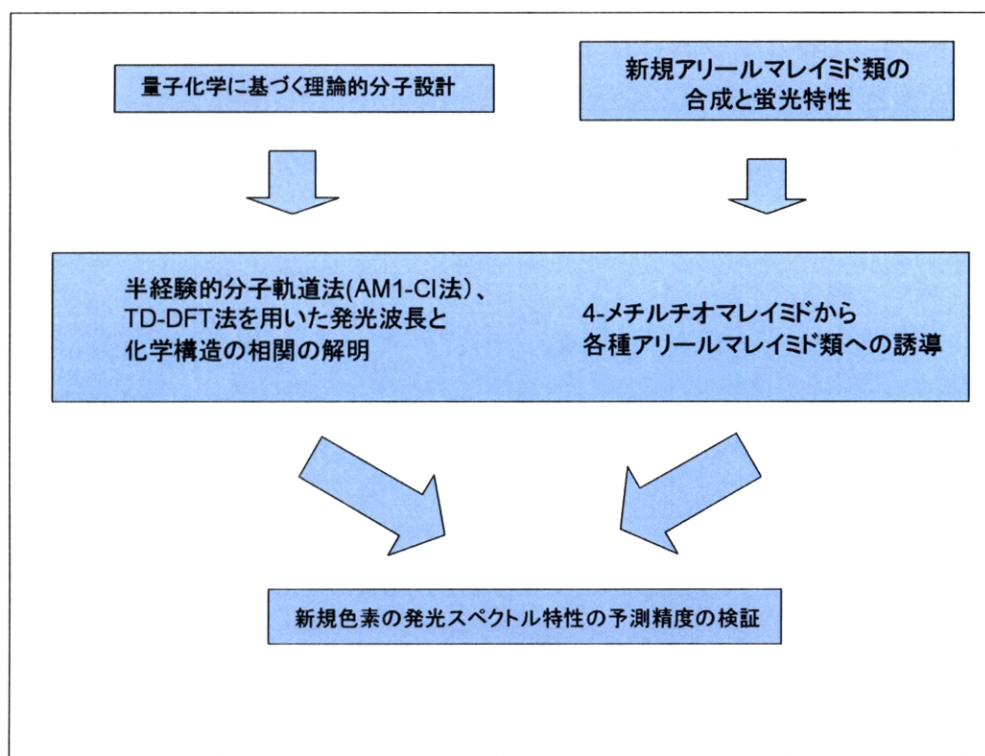 量子化学に基づく理論的分子設計
新規アリールマレイミド類の
合成と蛍光特性
半経験的分子軌道法(AM1-CI法)、
TD-DFT法を用いた発光波長と
化学構造の相関の解明
4-メチルチオマレイミドから
各種アリールマレイミド類への誘導
新規色素の発光スペクトル特性の予測精度の検証